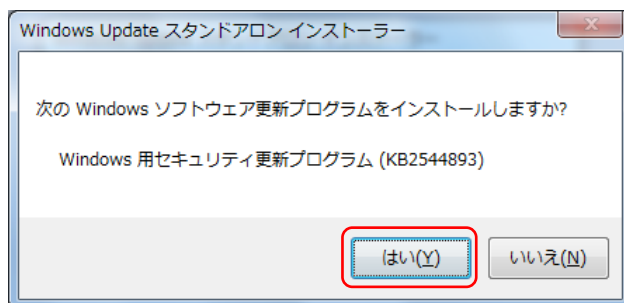 Windows Update スタンドアロン インストーラー
次の Windows ソフトウェア更新プログラムをインストールしますか?
Windows 用セキュリティ更新プログラム (KB2544893)
はい(Y)
いいえ(N)